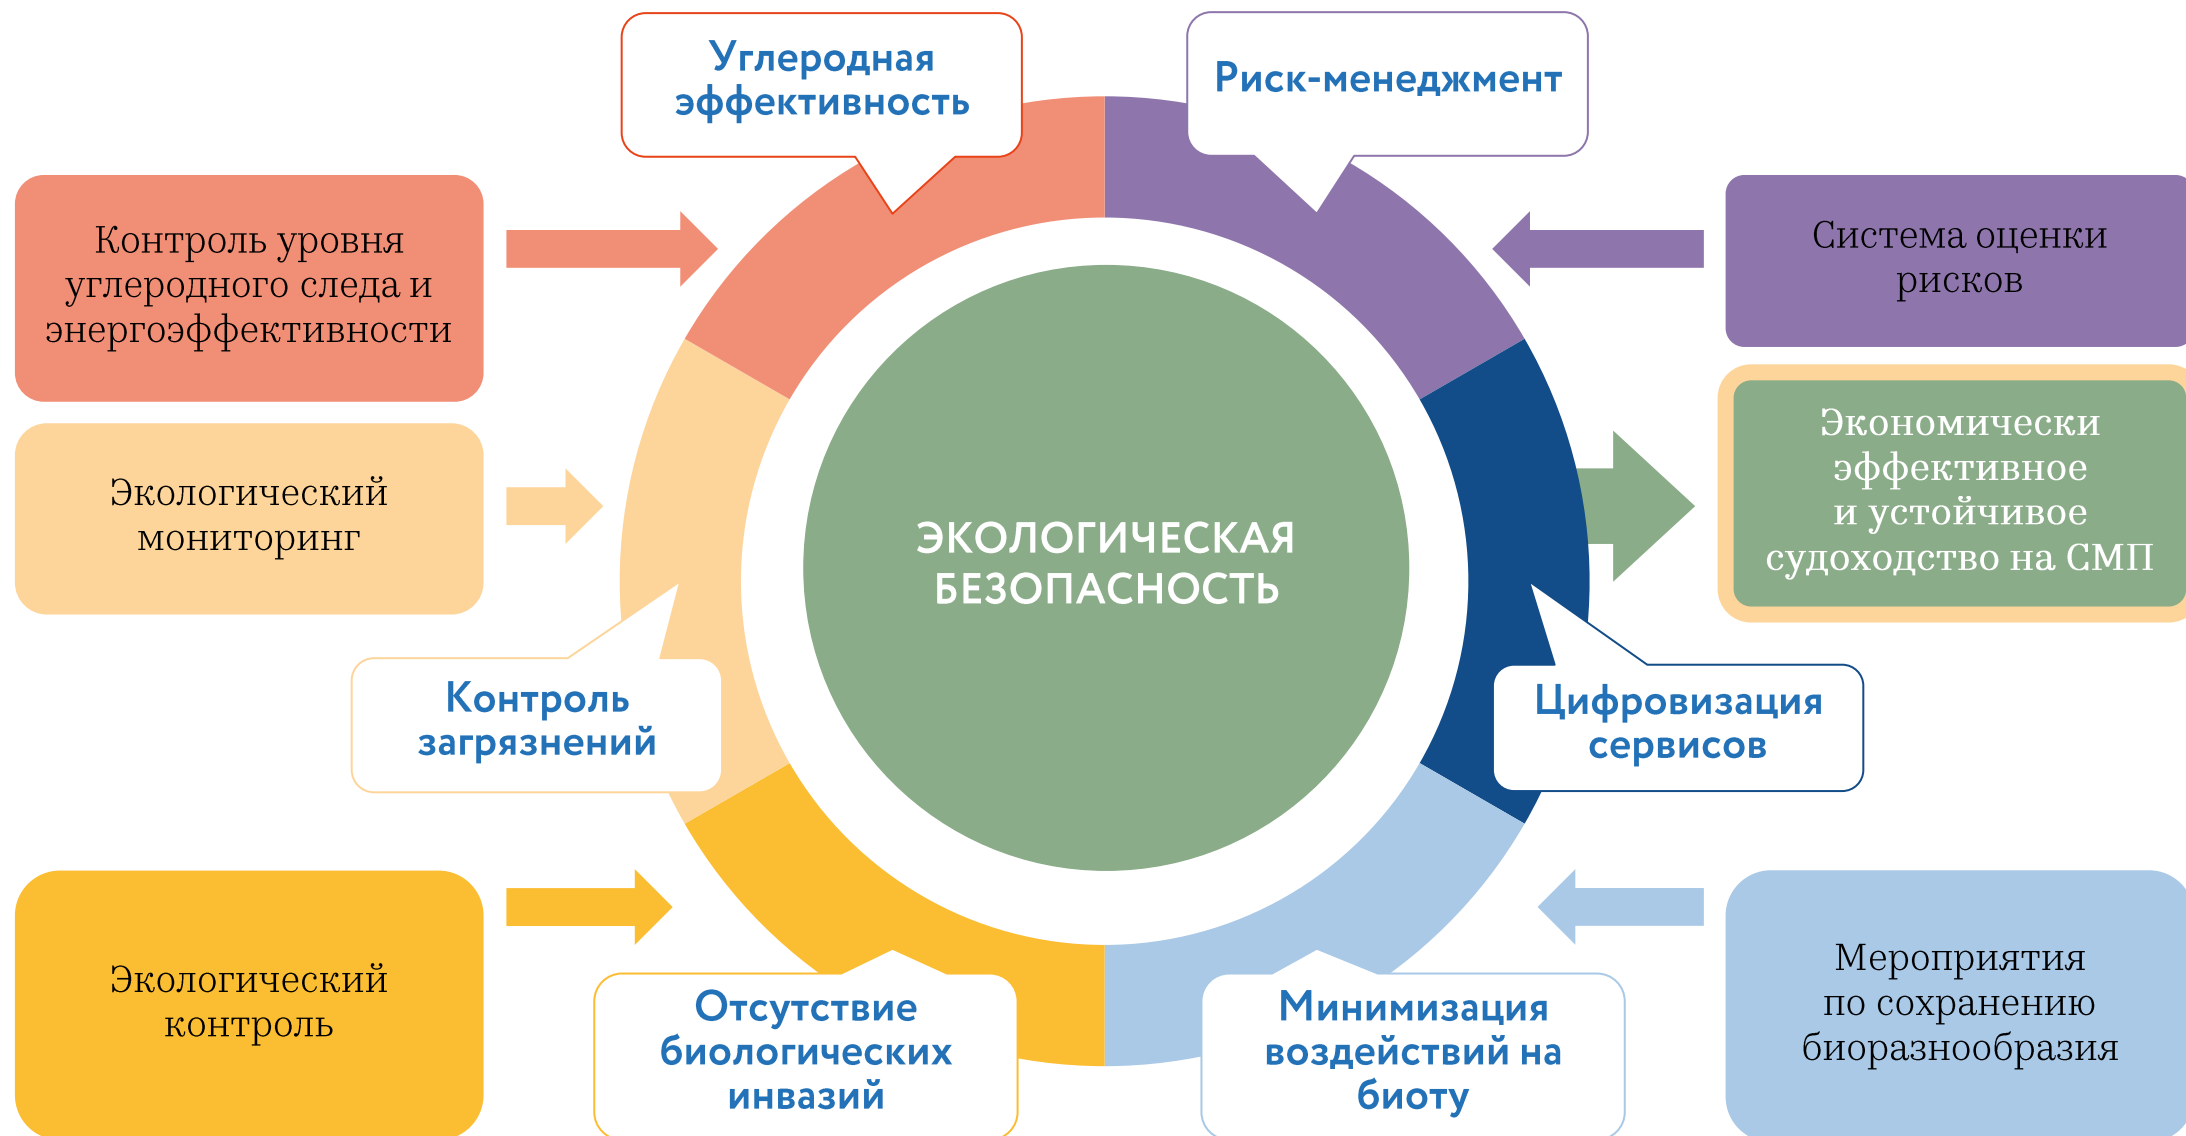 Углеродная
эффективность
Риск-менеджмент
Контроль уровня
углеродного следа и
энергоэффективности
Система оценки
рисков
Экологический
мониторинг
Экономически
эффективное
и устойчивое
судоходство на СМП
ЭКОЛОГИЧЕСКАЯ
БЕЗОПАСНОСТЬ
Контроль
загрязнений
Цифровизация
сервисов
Экологический
контроль
Отсутствие
биологических
инвазий
Минимизация
воздействий на
биоту
Мероприятия
по сохранению
биоразнообразия